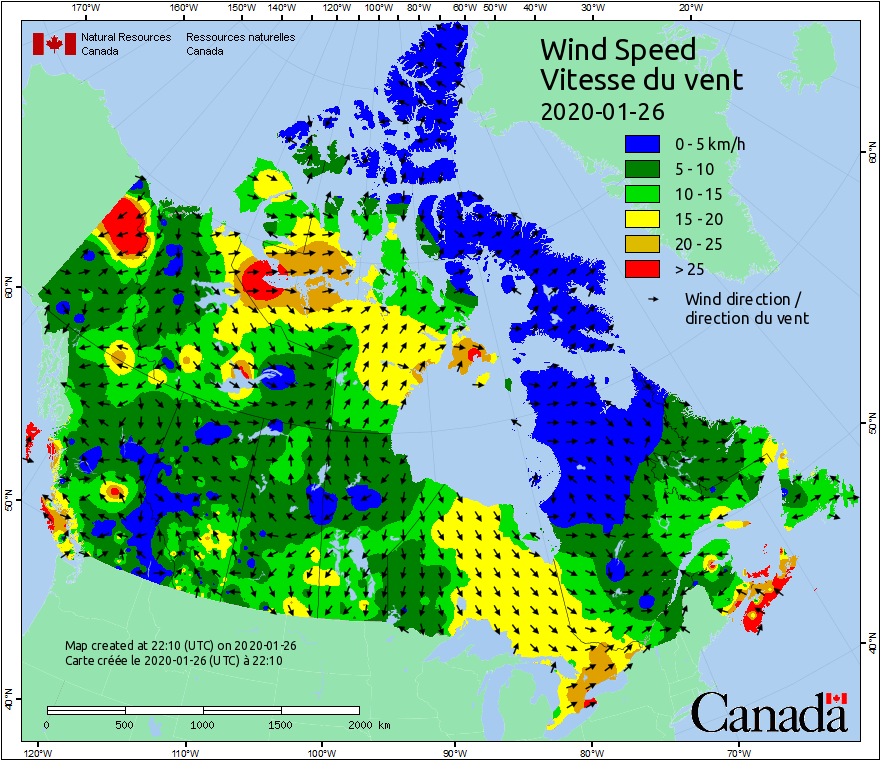 170°W 160°W 150°W 140°W 130°W 120°W 110°W 100°W 90°W 80°W 70°W 60°W 50°W 40°W 30°W 20°W
Natural Resources Ressources naturelles
Canada Canada
Wind Speed
Vitesse du vent
2020-01-26
0 - 5 km/h
5 - 10
10 - 15
15 - 20
20 - 25
> 25
Wind direction /
direction du vent
60°N 60°N
50°N 50°N
40°N 40°N
Map created at 22:10 (UTC) on 2020-01-26
Carte créée le 2020-01-26 (UTC) à 22:10
0 500 1000 1500 2000 km
Canada
120°W 110°W 100°W 90°W 80°W 70°W